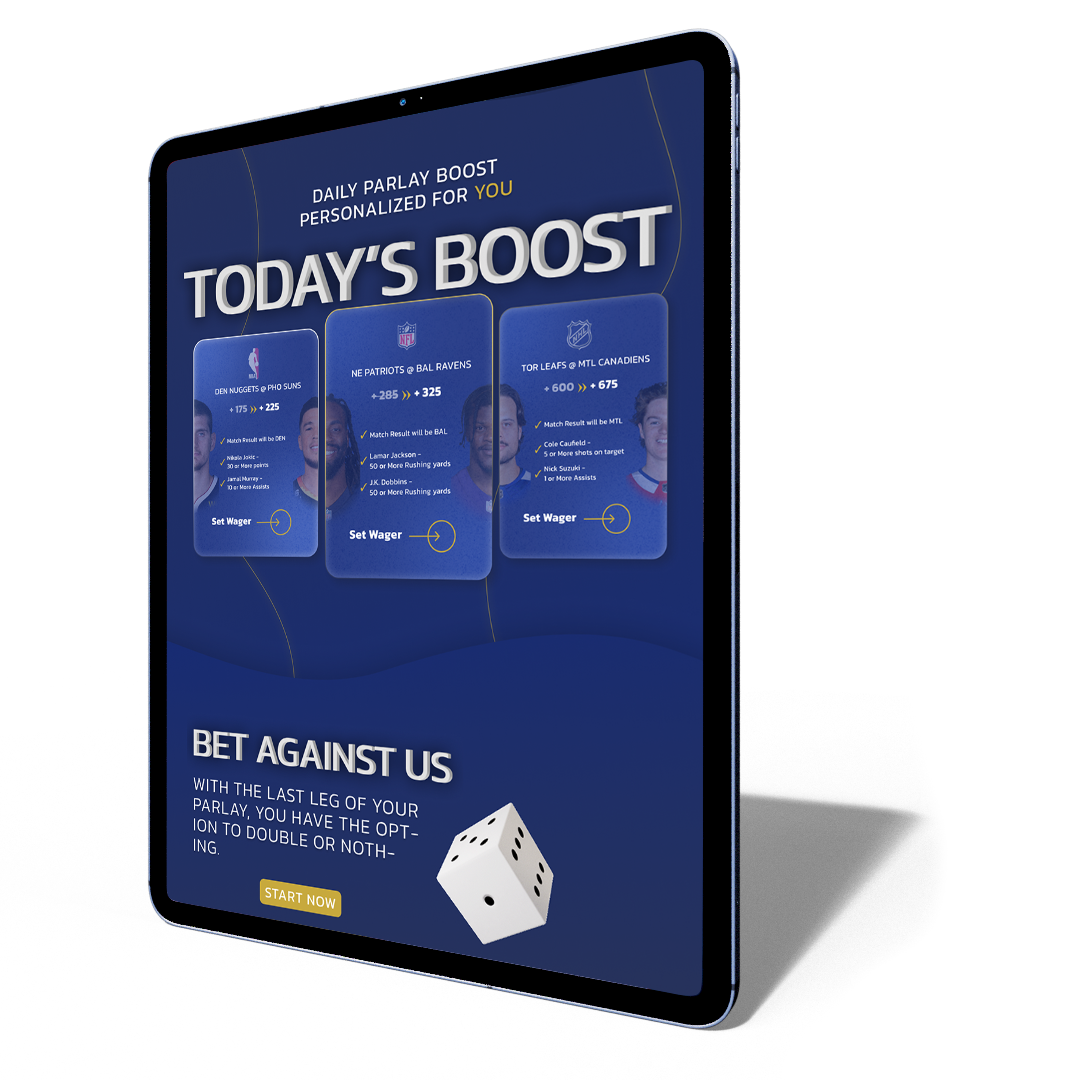 DAILY PARLAY BOOST
PERSONALIZED FOR YOU
TODAY'S BOOST
NBA
DEN NUGGETS @ PHO SUNS
+ 175 + 225
Match Result will be DEN
Nikola Jokic –
30 or More points
Jamal Murray –
10 or More Assists
Set Wager
NFL
NE PATRIOTS @ BAL RAVENS
+ 285 + 325
Match Result will be BAL
Lamar Jackson –
50 or More Rushing yards
J.K. Dobbins –
50 or More Rushing yards
Set Wager
NHL
TOR LEAFS @ MTL CANADIENS
+ 600 + 675
Match Result will be MTL
Cole Caufield –
5 or More shots on target
Nick Suzuki –
1 or More Assists
Set Wager
BET AGAINST US
WITH THE LAST LEG OF YOUR
PARLAY, YOU HAVE THE OPT-
ION TO DOUBLE OR NOTH-
ING.
START NOW